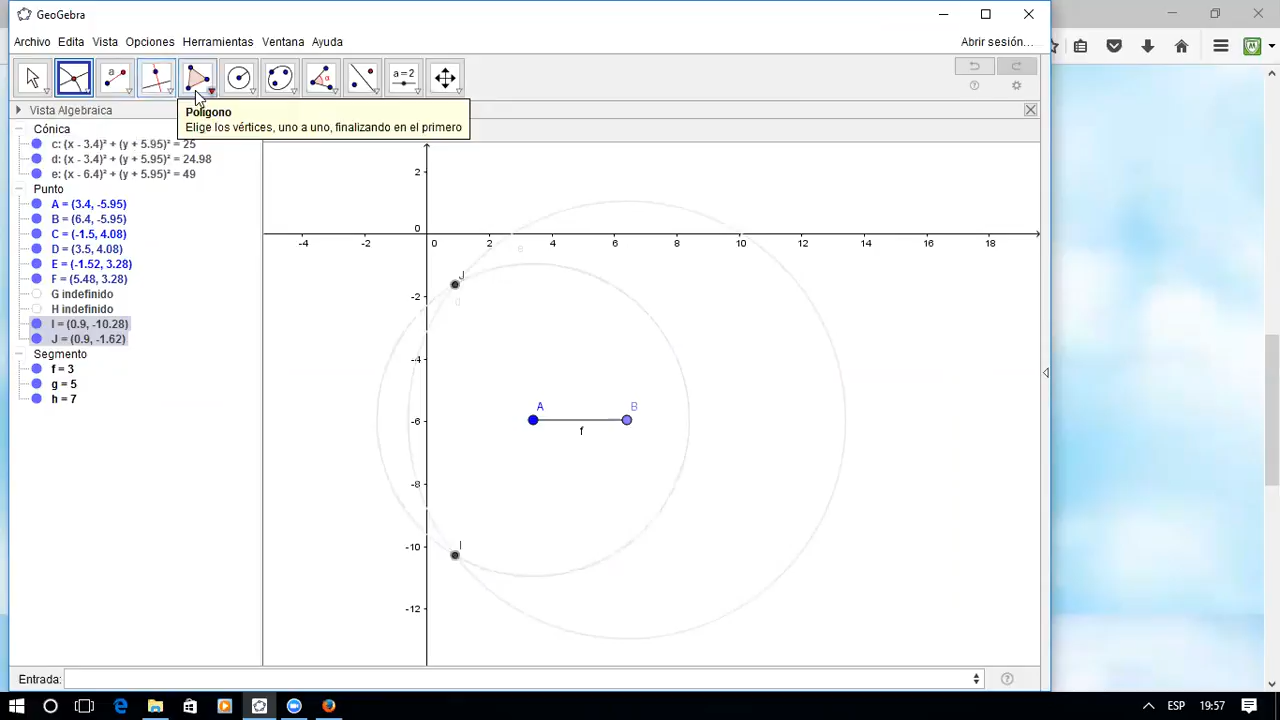 GeoGebra
Archivo Edita Vista Opciones Herramientas Ventana Ayuda
Abrir sesión...
a
α
a=2
Polígono
Elige los vértices, uno a uno, finalizando en el primero
Vista Algebraica
Cónica
c: (x - 3.4)² + (y + 5.95)² = 25
d: (x - 3.4)² + (y + 5.95)² = 24.98
e: (x - 6.4)² + (y + 5.95)² = 49
Punto
A = (3.4, -5.95)
B = (6.4, -5.95)
C = (-1.5, 4.08)
D = (3.5, 4.08)
E = (-1.52, 3.28)
F = (5.48, 3.28)
G indefinido
H indefinido
I = (0.9, -10.28)
J = (0.9, -1.62)
Segmento
f = 3
g = 5
h = 7
2
0
-4 -2 0 2 4 6 8 10 12 14 16 18
e
J
-2
d
-4
A B
-6
f
-8
I
-10
-12
Entrada:
ESP 19:57